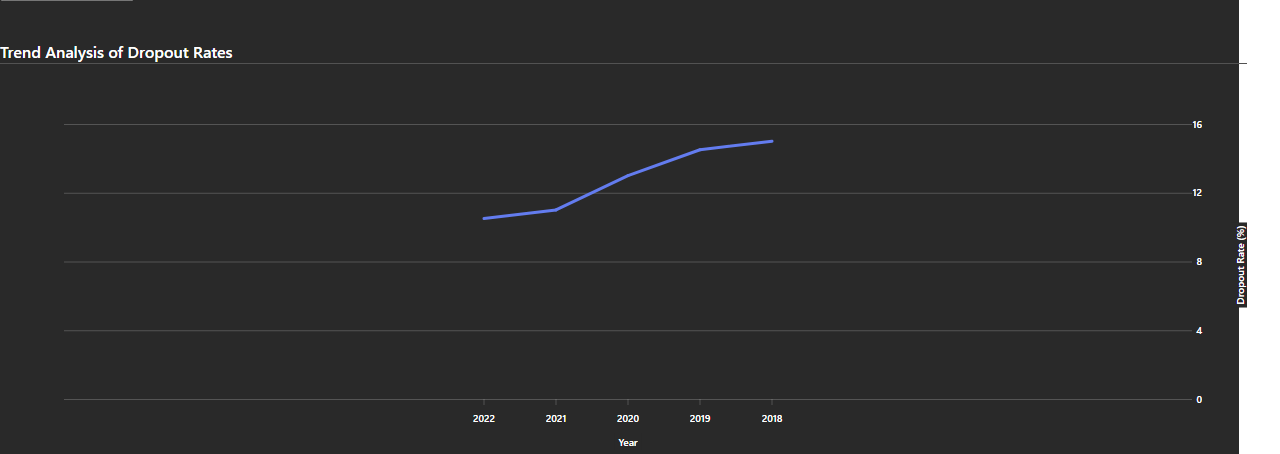 Trend Analysis of Dropout Rates
16
12
8
4
0
Dropout Rate (%)
2022 2021 2020 2019 2018
Year